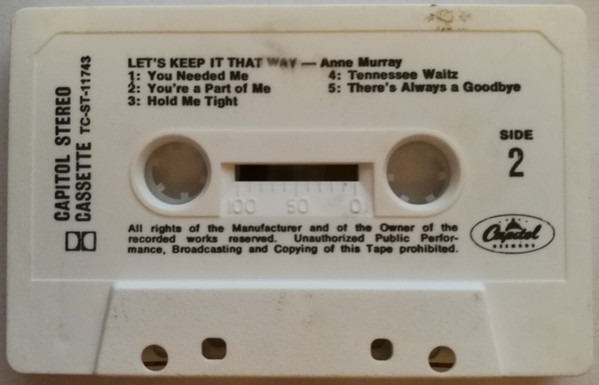 LET'S KEEP IT THAT WAY — Anne Murray
1: You Needed Me
2: You're a Part of Me
3: Hold Me Tight
4: Tennessee Waitz
5: There's Always a Goodbye
CAPITOL STEREO
CASSETTE TC-ST-11743
SIDE
2
100 50 0
All rights of the Manufacturer and of the Owner of the
recorded works reserved. Unauthorized Public Perfor-
mance, Broadcasting and Copying of this Tape prohibited.
Capitol
RECORDS